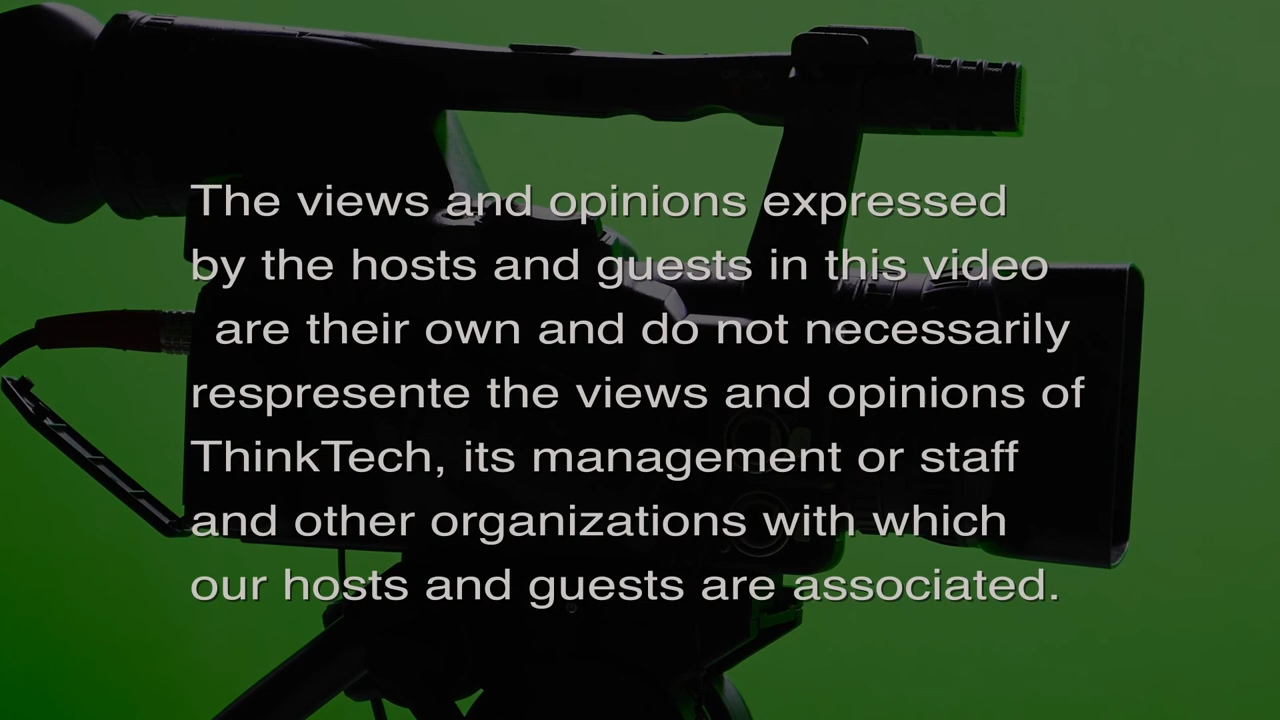 The views and opinions expressed
by the hosts and guests in this video
are their own and do not necessarily
respresente the views and opinions of
ThinkTech, its management or staff
and other organizations with which
our hosts and guests are associated.